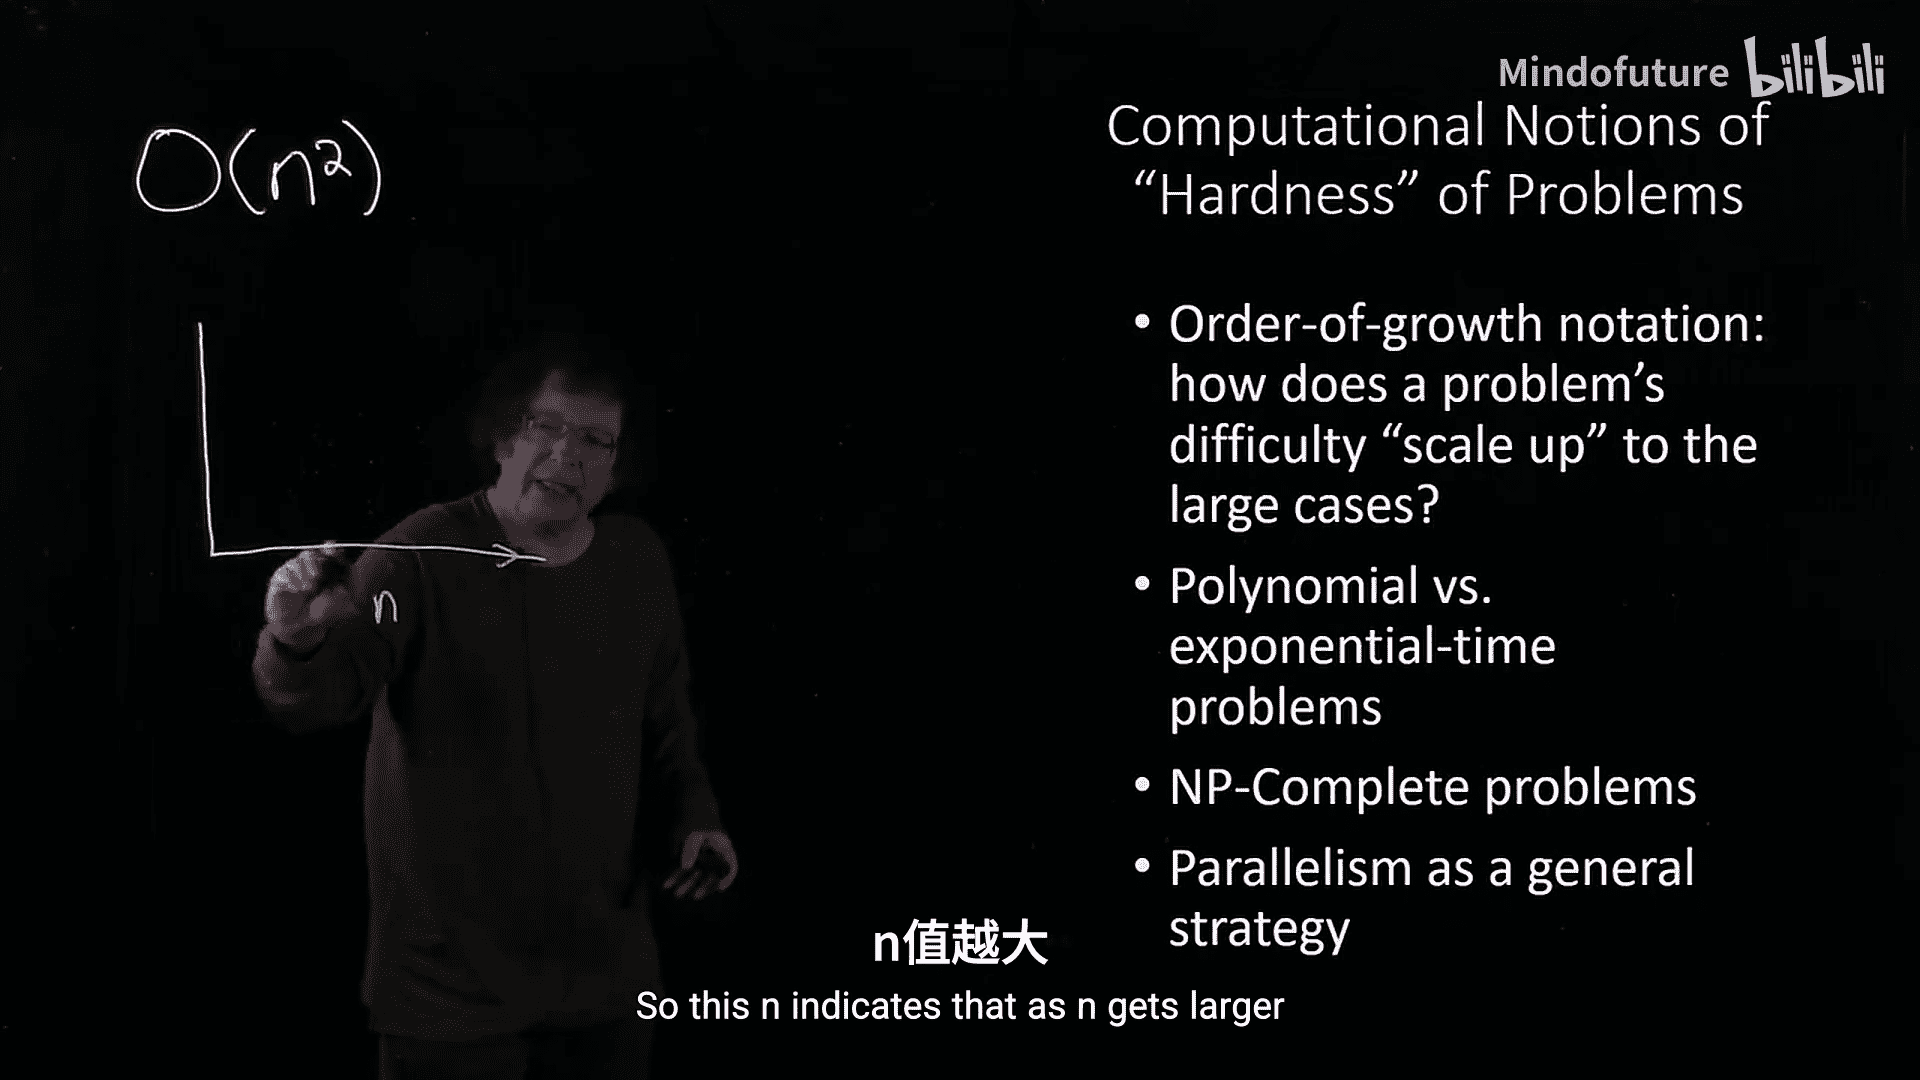 Mindofuture bilibili
O(n²)
n
Computational Notions of
“Hardness” of Problems
• Order-of-growth notation:
how does a problem’s
difficulty “scale up” to the
large cases?
• Polynomial vs.
exponential-time
problems
• NP-Complete problems
• Parallelism as a general
strategy
n值越大
So this n indicates that as n gets larger